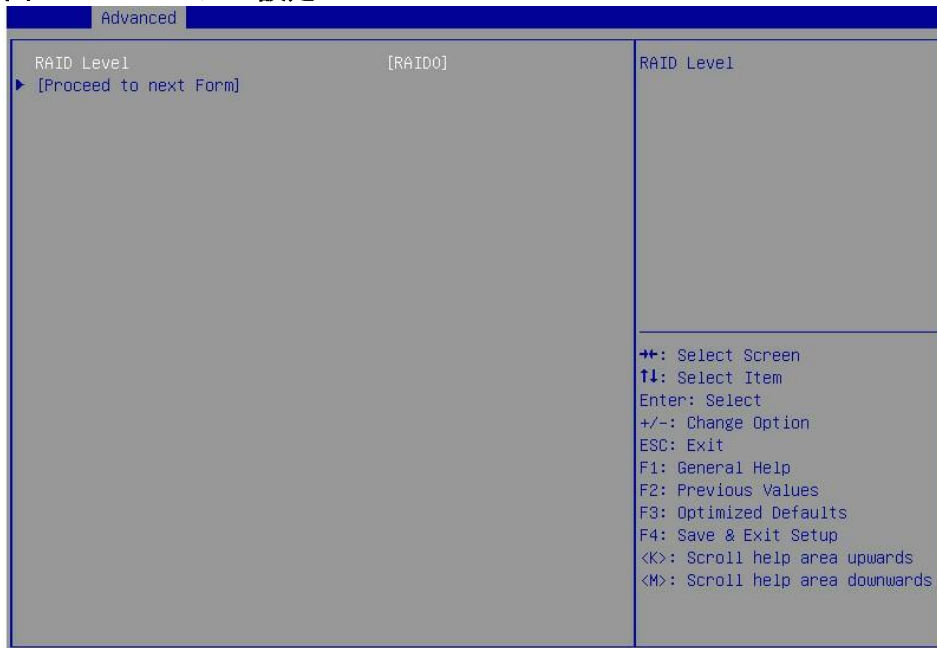 設定
Advanced
RAID Level [RAID0]
[Proceed to next Form]
RAID Level
→←: Select Screen
↑↓: Select Item
Enter: Select
+/-: Change Option
ESC: Exit
F1: General Help
F2: Previous Values
F3: Optimized Defaults
F4: Save & Exit Setup
<K>: Scroll help area upwards
<M>: Scroll help area downwards